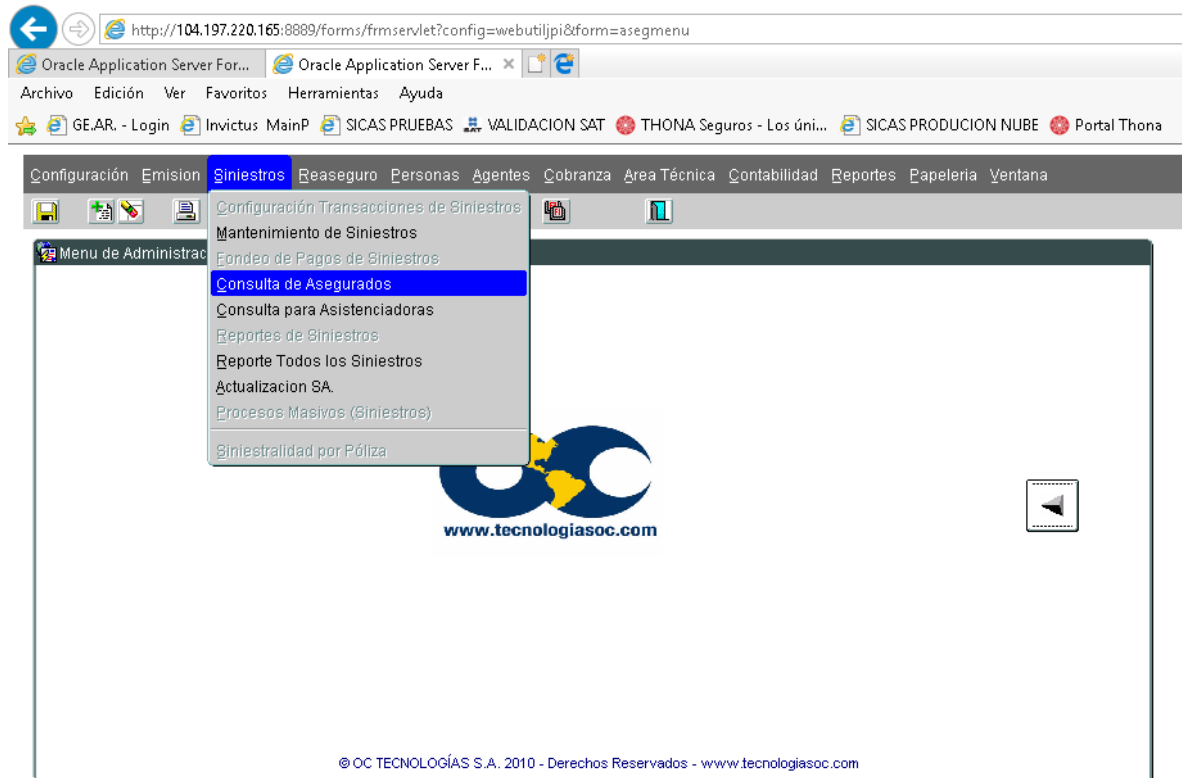 http://104.197.220.165:8889/forms/frmservlet?config=webutiljpi&form=asegmenu
Oracle Application Server For... Oracle Application Server F...
Archivo Edición Ver Favoritos Herramientas Ayuda
GE.AR. - Login Invictus MainP SICAS PRUEBAS VALIDACION SAT THONA Seguros - Los úni... SICAS PRODUCION NUBE Portal Thona
Configuración Emision Siniestros Reaseguro Personas Agentes Cobranza Area Técnica Contabilidad Reportes Papeleria Ventana
Configuración Transacciones de Siniestros
Mantenimiento de Siniestros
Menu de Administrac
Fondeo de Pagos de Siniestros
Consulta de Asegurados
Consulta para Asistenciadoras
Reportes de Siniestros
Reporte Todos los Siniestros
Actualizacion SA.
Procesos Masivos (Siniestros)
Siniestralidad por Póliza
www.tecnologiasoc.com
© OC TECNOLOGÍAS S.A. 2010 - Derechos Reservados - www.tecnologiasoc.com